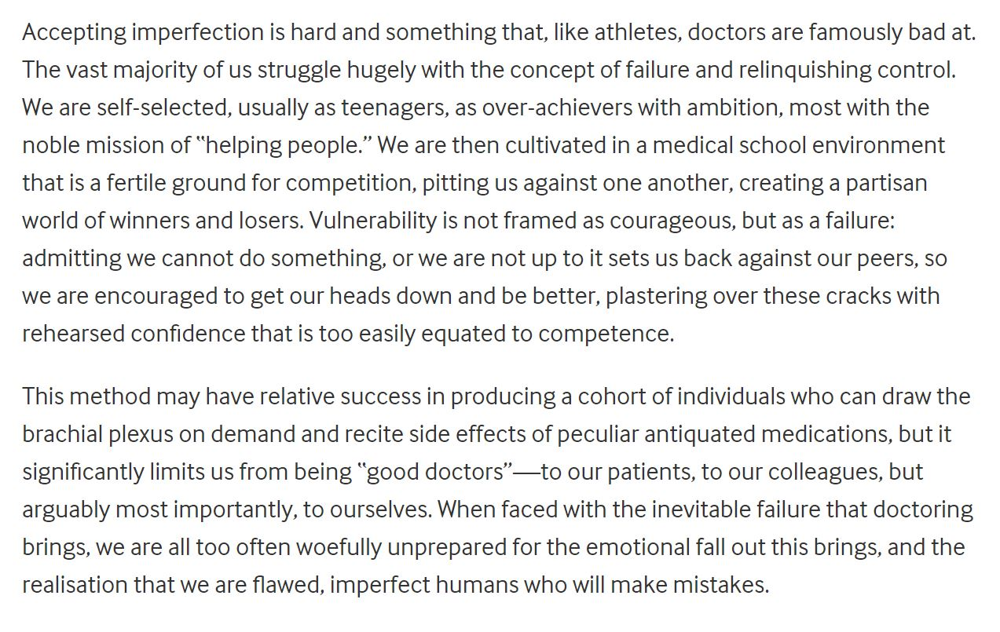 Accepting imperfection is hard and something that, like athletes, doctors are famously bad at.
The vast majority of us struggle hugely with the concept of failure and relinquishing control.
We are self-selected, usually as teenagers, as over-achievers with ambition, most with the
noble mission of “helping people.” We are then cultivated in a medical school environment
that is a fertile ground for competition, pitting us against one another, creating a partisan
world of winners and losers. Vulnerability is not framed as courageous, but as a failure:
admitting we cannot do something, or we are not up to it sets us back against our peers, so
we are encouraged to get our heads down and be better, plastering over these cracks with
rehearsed confidence that is too easily equated to competence.
This method may have relative success in producing a cohort of individuals who can draw the
brachial plexus on demand and recite side effects of peculiar antiquated medications, but it
significantly limits us from being “good doctors”—to our patients, to our colleagues, but
arguably most importantly, to ourselves. When faced with the inevitable failure that doctoring
brings, we are all too often woefully unprepared for the emotional fall out this brings, and the
realisation that we are flawed, imperfect humans who will make mistakes.